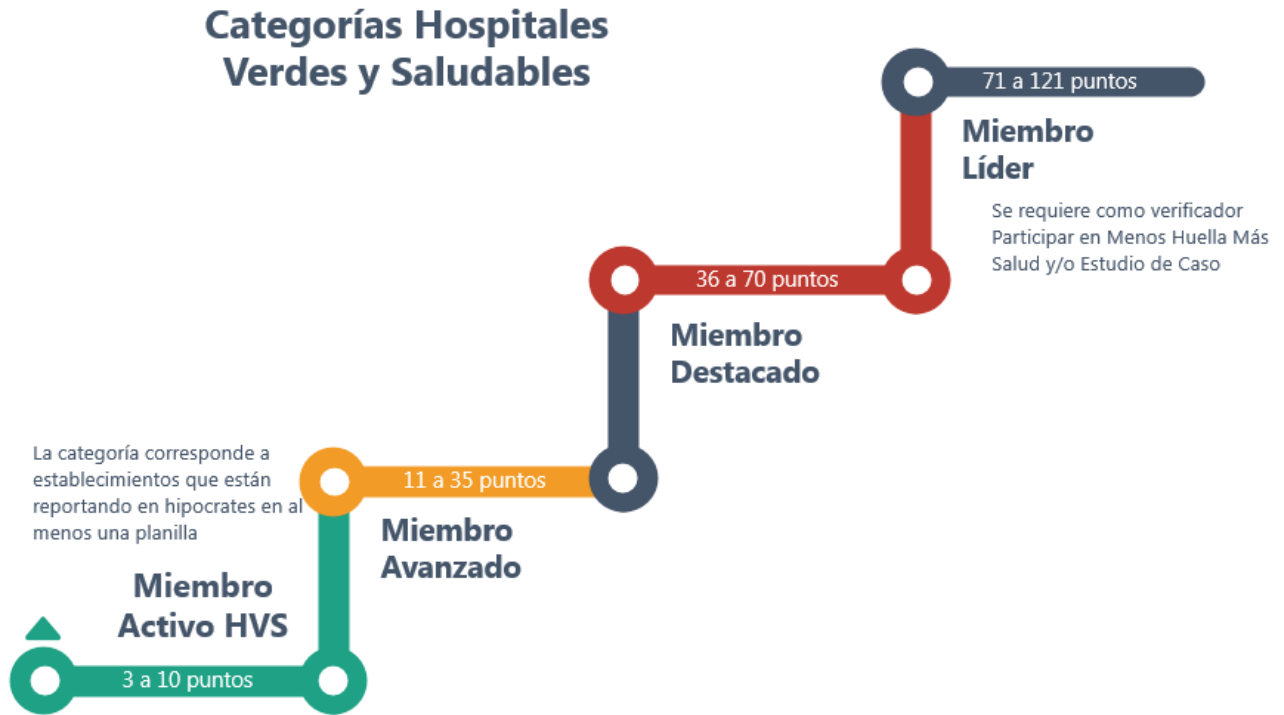 Categorías Hospitales
Verdes y Saludables
71 a 121 puntos
Miembro
Líder
Se requiere como verificador
Participar en Menos Huella Más
Salud y/o Estudio de Caso
36 a 70 puntos
Miembro
Destacado
La categoría corresponde a
establecimientos que están
reportando en hipocrates en al
menos una planilla
11 a 35 puntos
Miembro
Avanzado
Miembro
Activo HVS
3 a 10 puntos